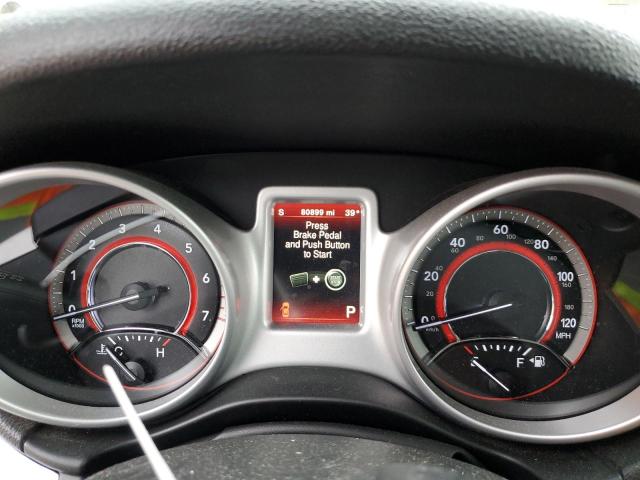 S 80899 mi 39°
Press
Brake Pedal
and Push Button
to Start
P
0 1 2 3 4 5 6 7
RPM
x1000
C H
0 20 40 60 80 100 120
MPH
km/h
20 40 60 80 100 120 140 160 180
F